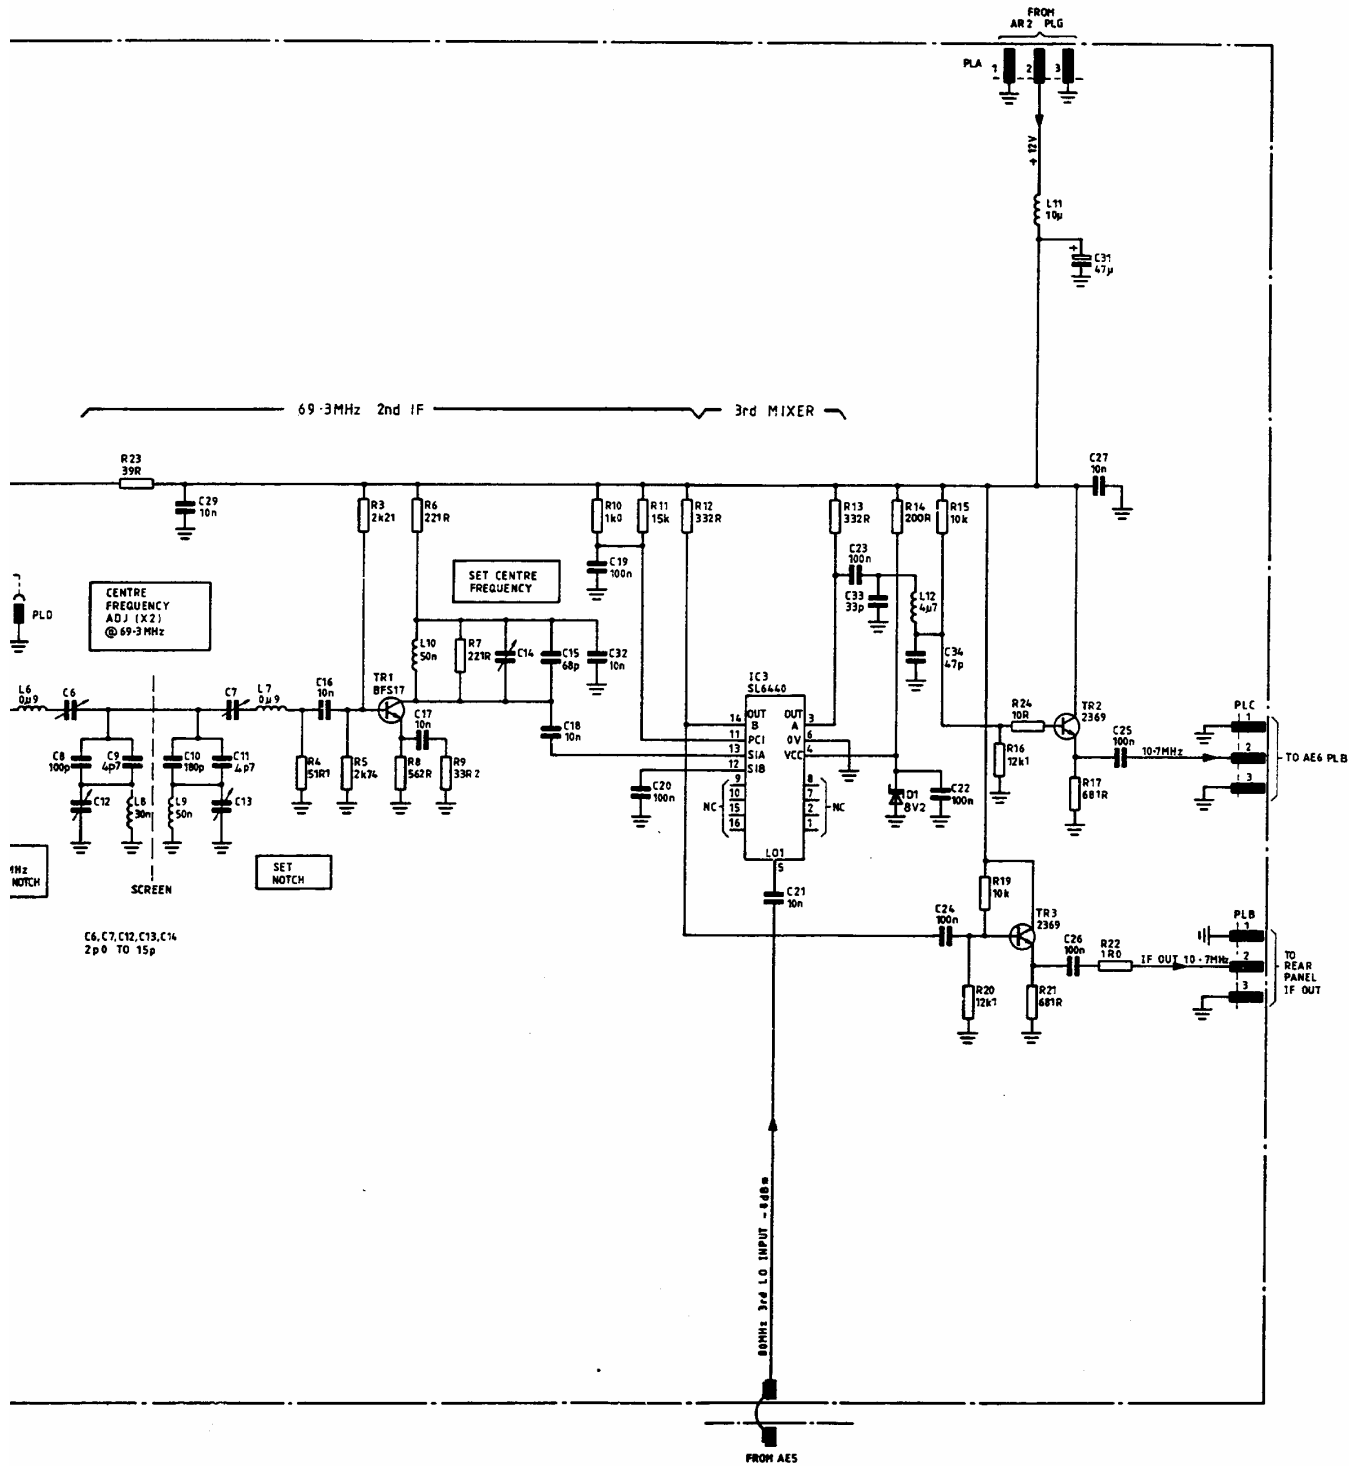 FROM
AR2 PLG
PLA
1
2
3
+ 12V
L11
10µ
+
C31
47µ
69·3MHz 2nd IF
3rd MIXER
R23
39R
C29
10n
R3
2k21
R6
221R
R10
1k0
R11
15k
R12
332R
R13
332R
R14
200R
R15
10k
C27
10n
C19
100n
C23
100n
C33
33p
L12
4µ7
C34
47p
PLD
CENTRE
FREQUENCY
ADJ (X2)
@ 69·3MHz
SET CENTRE
FREQUENCY
L10
50n
R7
221R
C14
C15
68p
C32
10n
L6
0µ9
C6
C7
L7
0µ9
C16
10n
TR1
BFS17
C17
10n
C18
10n
C8
100p
C9
4p7
C10
180p
C11
4p7
C12
L8
30n
L9
50n
C13
R4
51R1
R5
2k74
R8
562R
R9
33R2
C20
100n
IC3
SL6440
OUT
B
OUT
A
PCI
0V
SIA
VCC
SIB
LO1
14
11
13
12
9
10
15
16
3
6
4
8
7
2
1
5
NC
NC
D1
8V2
C22
100n
R24
10R
TR2
2369
R16
12k1
C25
100n
10·7MHz
R17
681R
PLC
1
2
3
TO AE6 PLB
MHz
NOTCH
SCREEN
SET
NOTCH
C6,C7,C12,C13,C14
2p0 TO 15p
C21
10n
R19
10k
C24
100n
TR3
2369
C26
100n
R22
1R0
IF OUT 10·7MHz
R20
12k1
R21
681R
PLB
1
2
3
TO
REAR
PANEL
IF OUT
80MHz 3rd LO INPUT -8dBm
FROM AE5